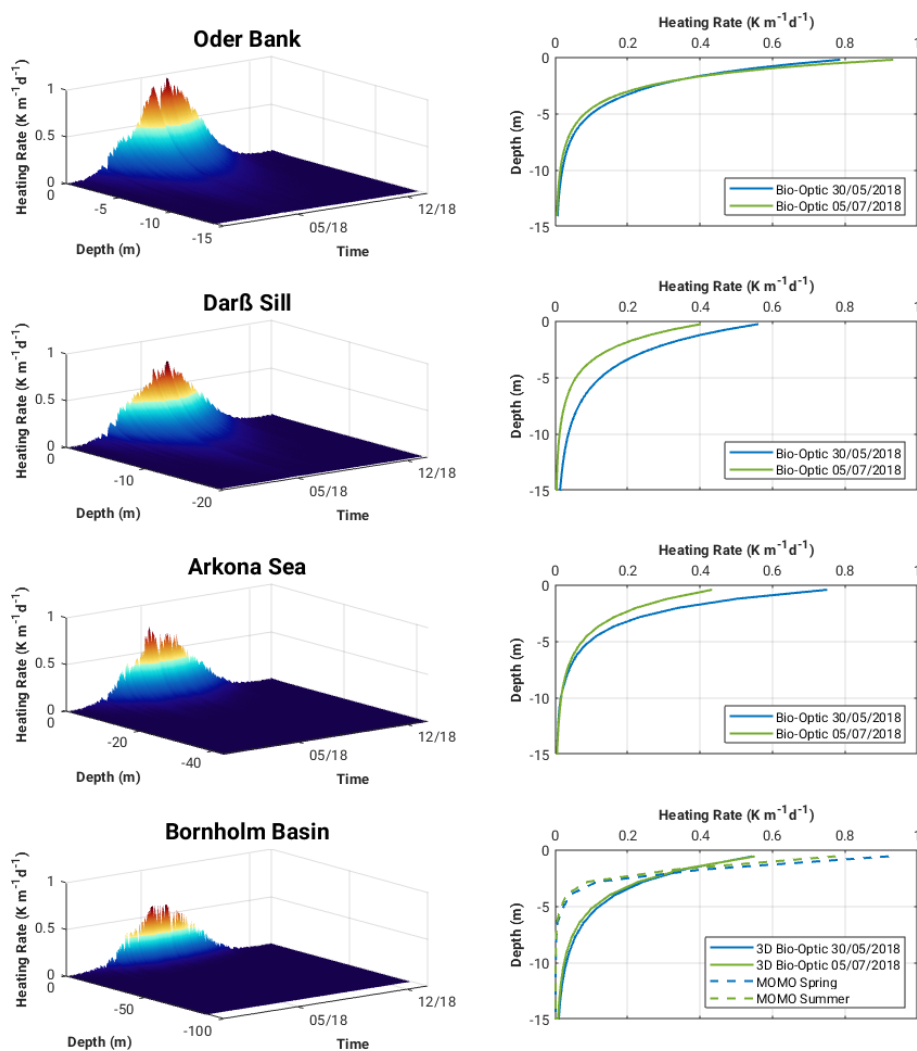 Oder Bank
Heating Rate (K m⁻¹d⁻¹)
1
0.5
0
0
-5
-10
-15
Depth (m)
05/18
12/18
Time
Heating Rate (K m⁻¹d⁻¹)
0 0.2 0.4 0.6 0.8 1
0
-5
-10
-15
Depth (m)
Bio-Optic 30/05/2018
Bio-Optic 05/07/2018
Darß Sill
Heating Rate (K m⁻¹d⁻¹)
1
0.5
0
0
-10
-20
Depth (m)
05/18
12/18
Time
Heating Rate (K m⁻¹d⁻¹)
0 0.2 0.4 0.6 0.8 1
0
-5
-10
-15
Depth (m)
Bio-Optic 30/05/2018
Bio-Optic 05/07/2018
Arkona Sea
Heating Rate (K m⁻¹d⁻¹)
1
0.5
0
0
-20
-40
Depth (m)
05/18
12/18
Time
Heating Rate (K m⁻¹d⁻¹)
0 0.2 0.4 0.6 0.8 1
0
-5
-10
-15
Depth (m)
Bio-Optic 30/05/2018
Bio-Optic 05/07/2018
Bornholm Basin
Heating Rate (K m⁻¹d⁻¹)
1
0.5
0
0
-50
-100
Depth (m)
05/18
12/18
Time
Heating Rate (K m⁻¹d⁻¹)
0 0.2 0.4 0.6 0.8 1
0
-5
-10
-15
Depth (m)
3D Bio-Optic 30/05/2018
3D Bio-Optic 05/07/2018
MOMO Spring
MOMO Summer